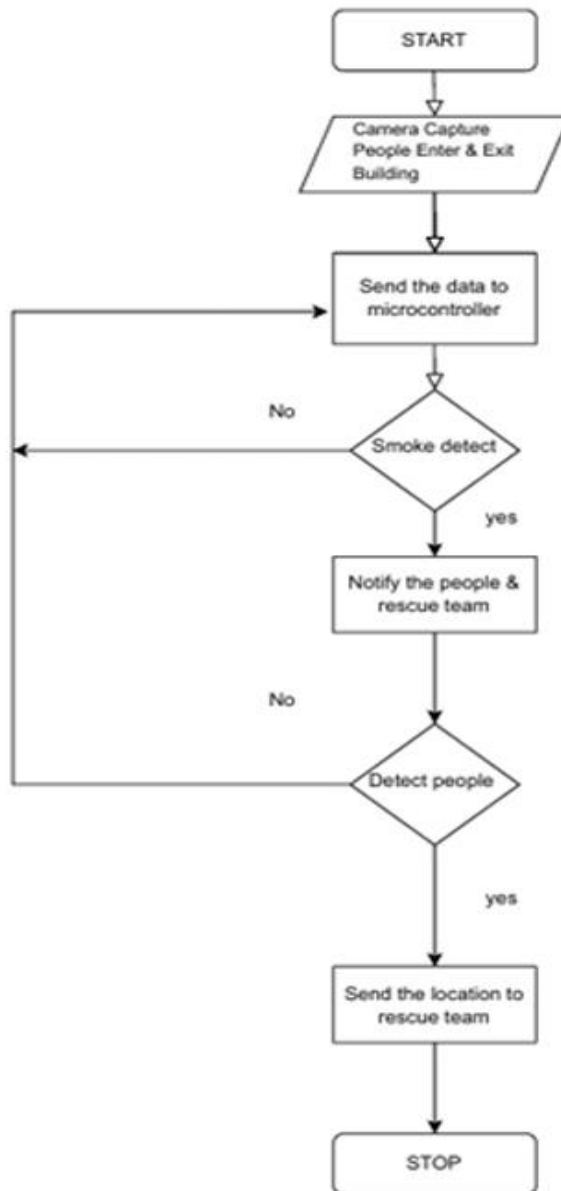 START
Camera Capture
People Enter & Exit
Building
Send the data to
microcontroller
No
Smoke detect
yes
Notify the people &
rescue team
No
Detect people
yes
Send the location to
rescue team
STOP